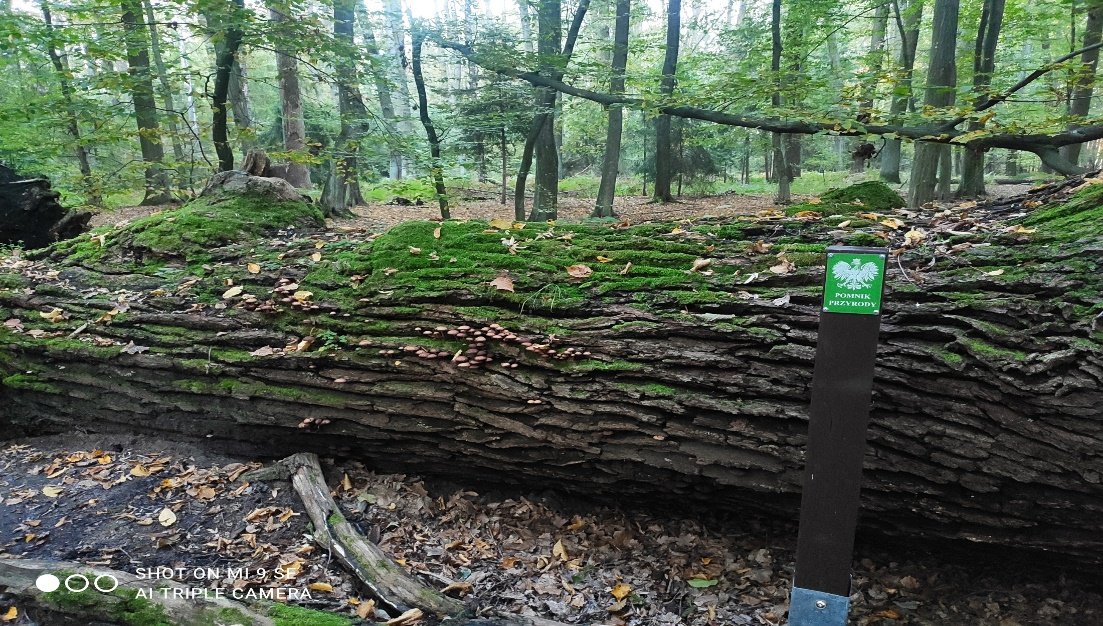 POMNIK
PRZYRODY
SHOT ON MI 9 SE
AI TRIPLE CAMERA